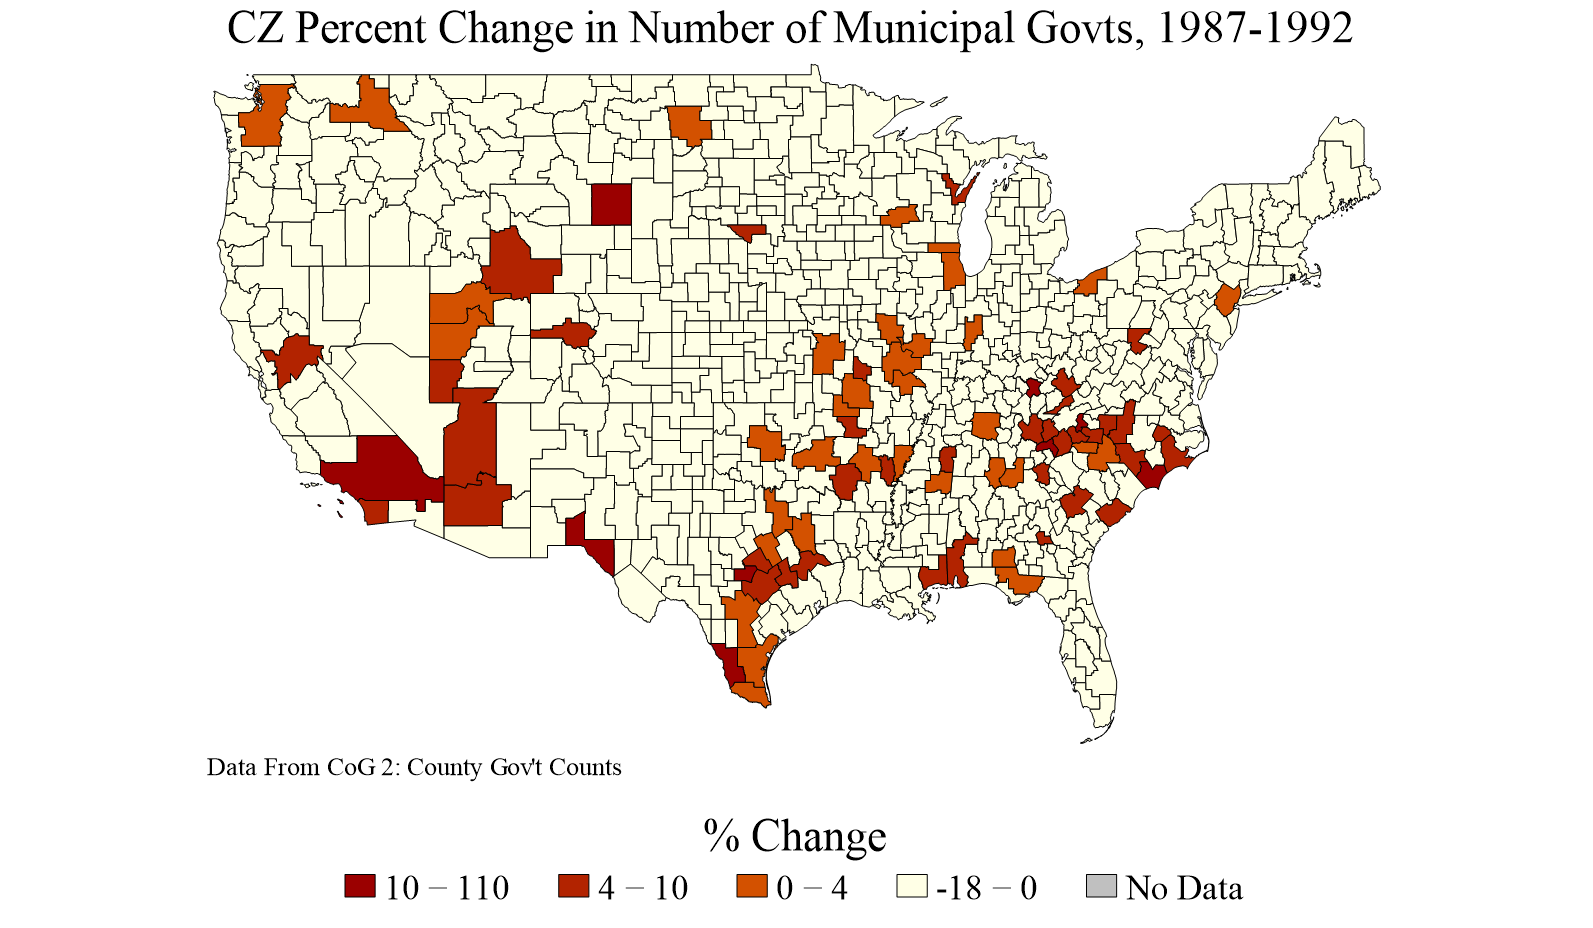 CZ Percent Change in Number of Municipal Govts, 1987-1992
Data From CoG 2: County Gov't Counts
% Change
10 – 110 4 – 10 0 – 4 -18 – 0 No Data